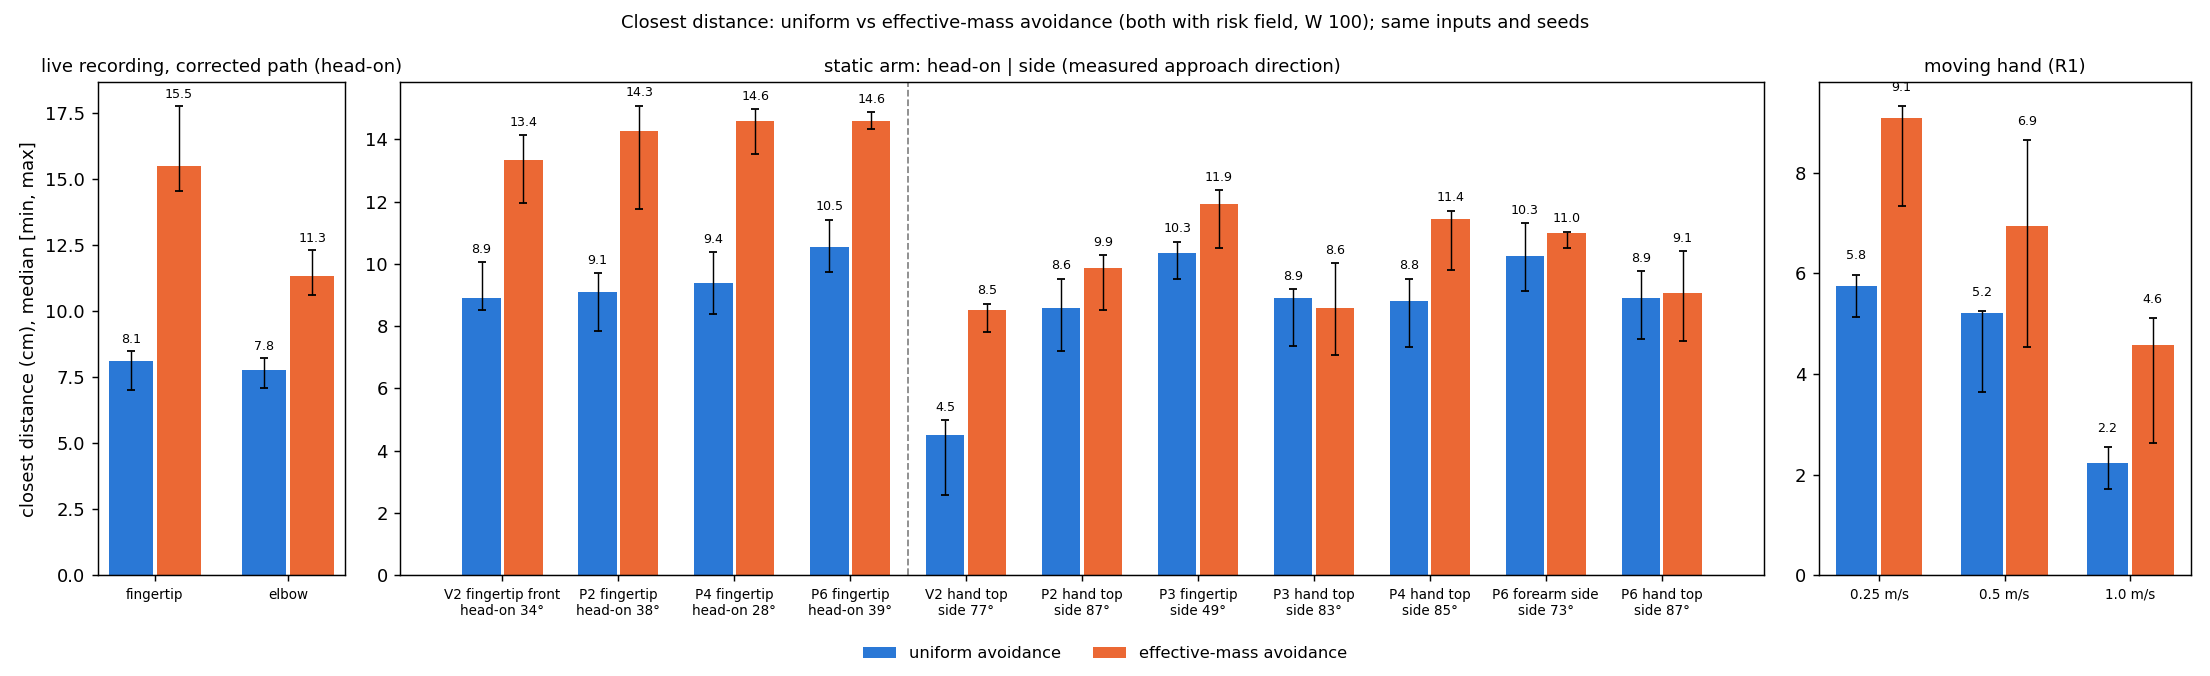 Closest distance: uniform vs effective-mass avoidance (both with risk field, W 100); same inputs and seeds
live recording, corrected path (head-on)
closest distance (cm), median [min, max]
17.5
15.0
12.5
10.0
7.5
5.0
2.5
0.0
8.1
15.5
7.8
11.3
fingertip
elbow
static arm: head-on | side (measured approach direction)
14
12
10
8
6
4
2
0
8.9
13.4
9.1
14.3
9.4
14.6
10.5
14.6
4.5
8.5
8.6
9.9
10.3
11.9
8.9
8.6
8.8
11.4
10.3
11.0
8.9
9.1
V2 fingertip front
head-on 34°
P2 fingertip
head-on 38°
P4 fingertip
head-on 28°
P6 fingertip
head-on 39°
V2 hand top
side 77°
P2 hand top
side 87°
P3 fingertip
side 49°
P3 hand top
side 83°
P4 hand top
side 85°
P6 forearm side
side 73°
P6 hand top
side 87°
moving hand (R1)
8
6
4
2
0
5.8
9.1
5.2
6.9
2.2
4.6
0.25 m/s
0.5 m/s
1.0 m/s
uniform avoidance
effective-mass avoidance